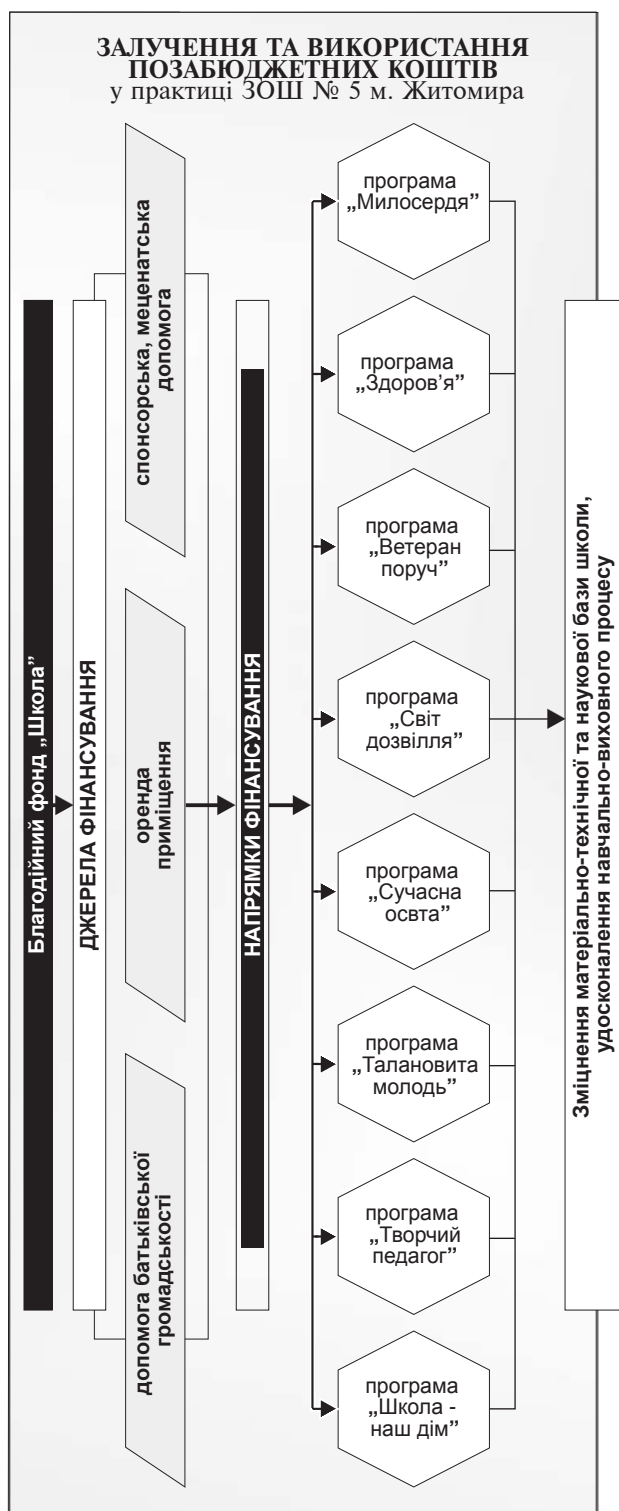 ЗАЛУЧЕННЯ ТА ВИКОРИСТАННЯ
ПОЗАБЮДЖЕТНИХ КОШТІВ
у практиці ЗОШ № 5 м. Житомира
Благодійний фонд „Школа”
ДЖЕРЕЛА ФІНАНСУВАННЯ
спонсорська, меценатська
допомога
оренда
приміщення
допомога батьківської
громадськості
НАПРЯМКИ ФІНАНСУВАННЯ
програма
„Милосердя”
програма
„Здоров’я”
програма
„Ветеран
поруч”
програма
„Світ
дозвілля”
програма
„Сучасна
освта”
програма
„Талановита
молодь”
програма
„Творчий
педагог”
програма
„Школа -
наш дім”
Зміцнення матеріально-технічної та наукової бази школи,
удосконалення навчально-виховного процесу